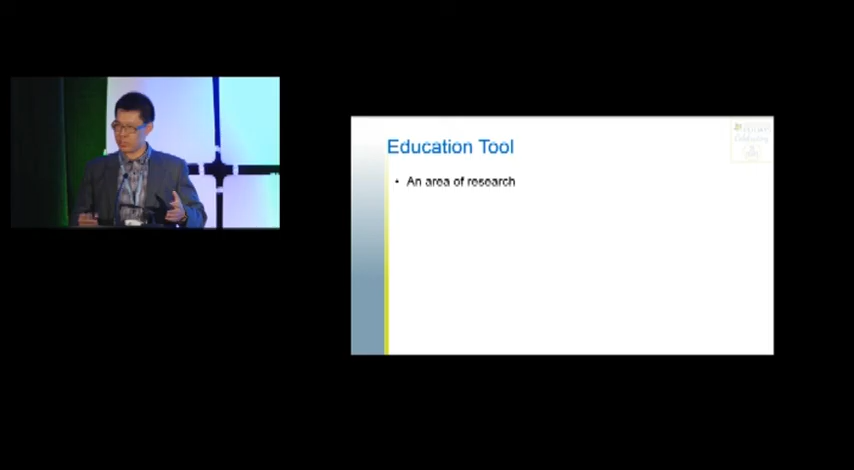 Education Tool
• An area of research